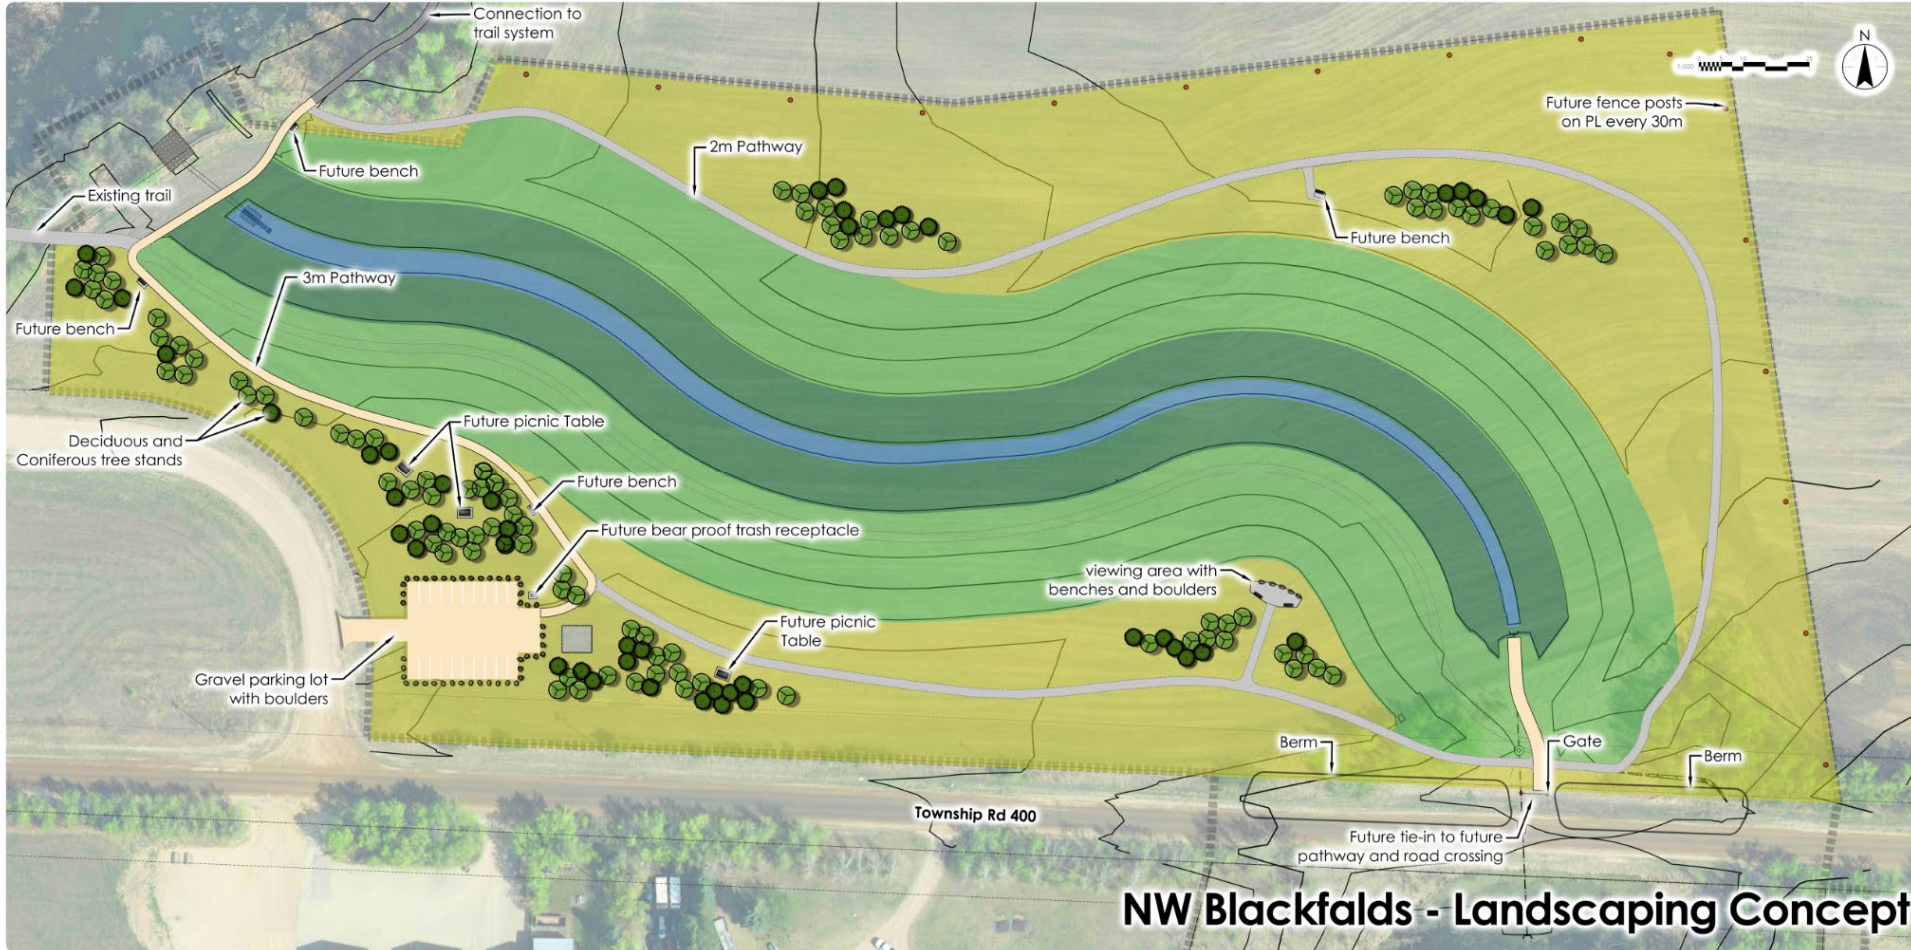 Connection to
trail system
N
1:500
Future fence posts
on PL every 30m
2m Pathway
Future bench
Existing trail
Future bench
3m Pathway
Future bench
Future picnic Table
Deciduous and
Coniferous tree stands
Future bench
Future bear proof trash receptacle
viewing area with
benches and boulders
Future picnic
Table
Gravel parking lot
with boulders
Berm
Gate
Berm
Township Rd 400
Future tie-in to future
pathway and road crossing
NW Blackfalds - Landscaping Concept